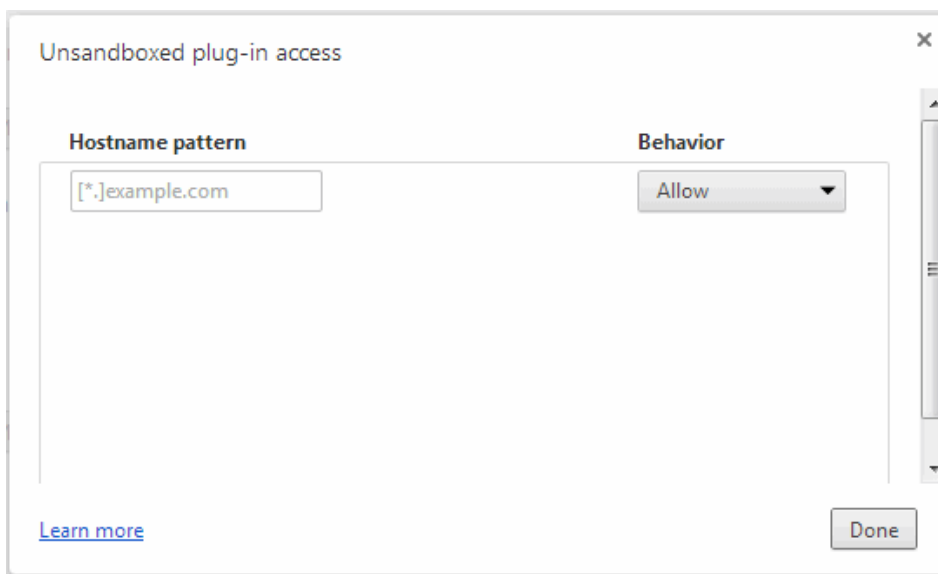 Unsandboxed plug-in access
Hostname pattern Behavior
[*.]example.com Allow
Learn more Done